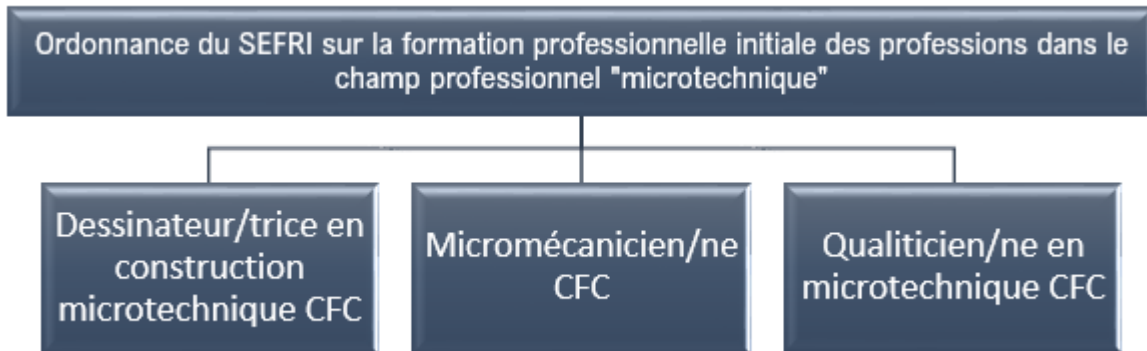 Ordonnance du SEFRI sur la formation professionnelle initiale des professions dans le
champ professionnel "microtechnique"
Dessinateur/trice en
construction
microtechnique CFC
Micromécanicien/ne
CFC
Qualiticien/ne en
microtechnique CFC